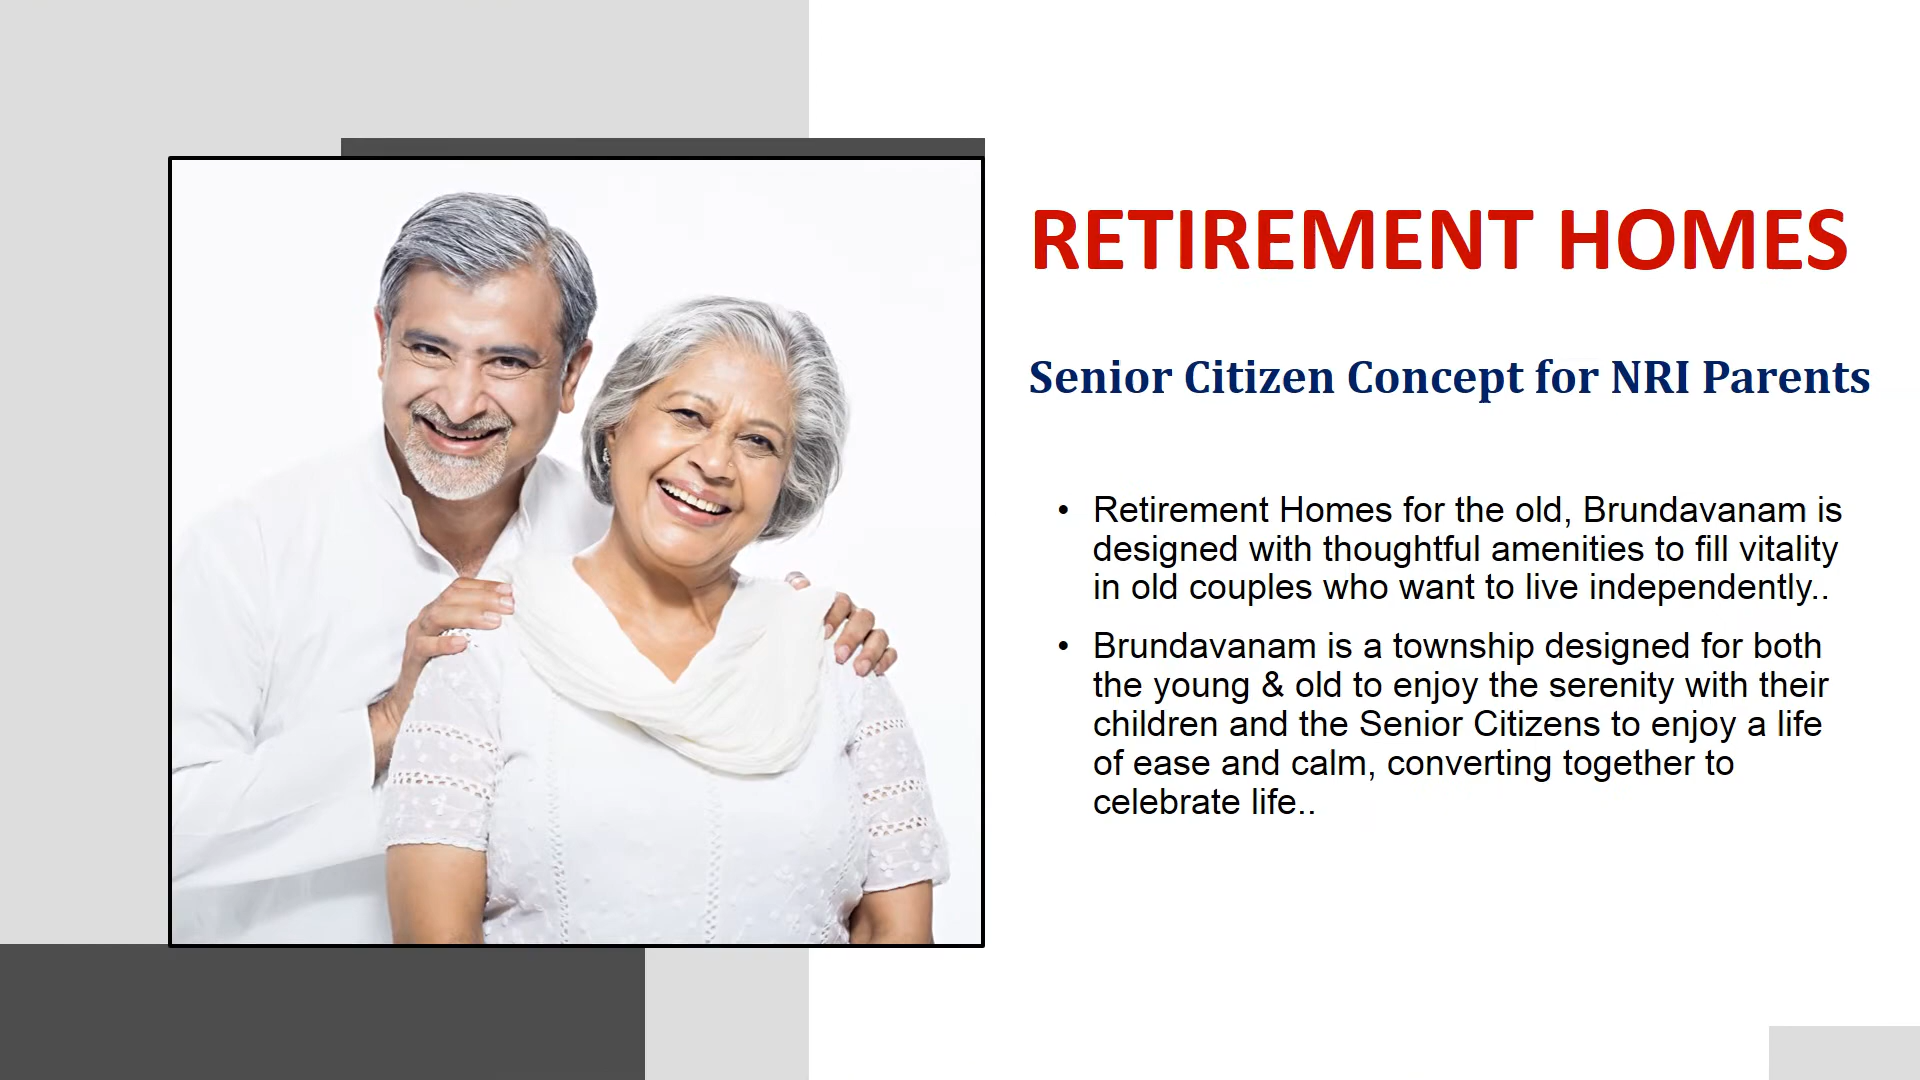 RETIREMENT HOMES
Senior Citizen Concept for NRI Parents
• Retirement Homes for the old, Brundavanam is
designed with thoughtful amenities to fill vitality
in old couples who want to live independently..
• Brundavanam is a township designed for both
the young & old to enjoy the serenity with their
children and the Senior Citizens to enjoy a life
of ease and calm, converting together to
celebrate life..